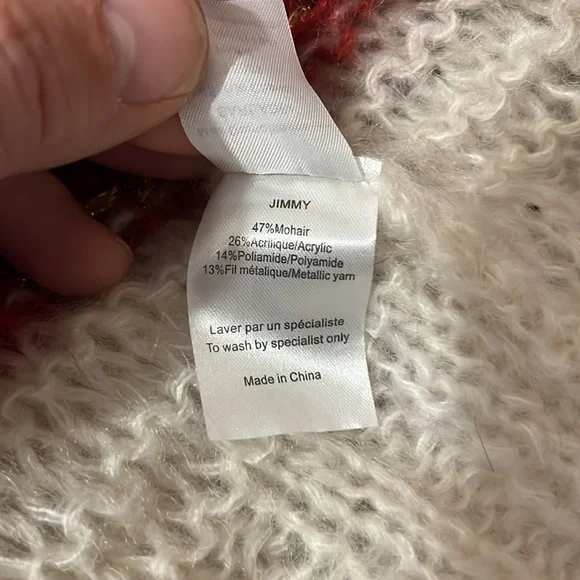 JIMMY
47%Mohair
26%Acrilique/Acrylic
14%Poliamide/Polyamide
13%Fil métalique/Metallic yarn
Laver par un spécialiste
To wash by specialist only
Made in China